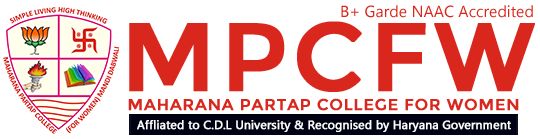 SIMPLE LIVING HIGH THINKING
MAHARANA PARTAP COLLEGE (FOR WOMEN) MANDI DABWALI
B+ Garde NAAC Accredited
MPCFW
MAHARANA PARTAP COLLEGE FOR WOMEN
Affliated to C.D.L University & Recognised by Haryana Government